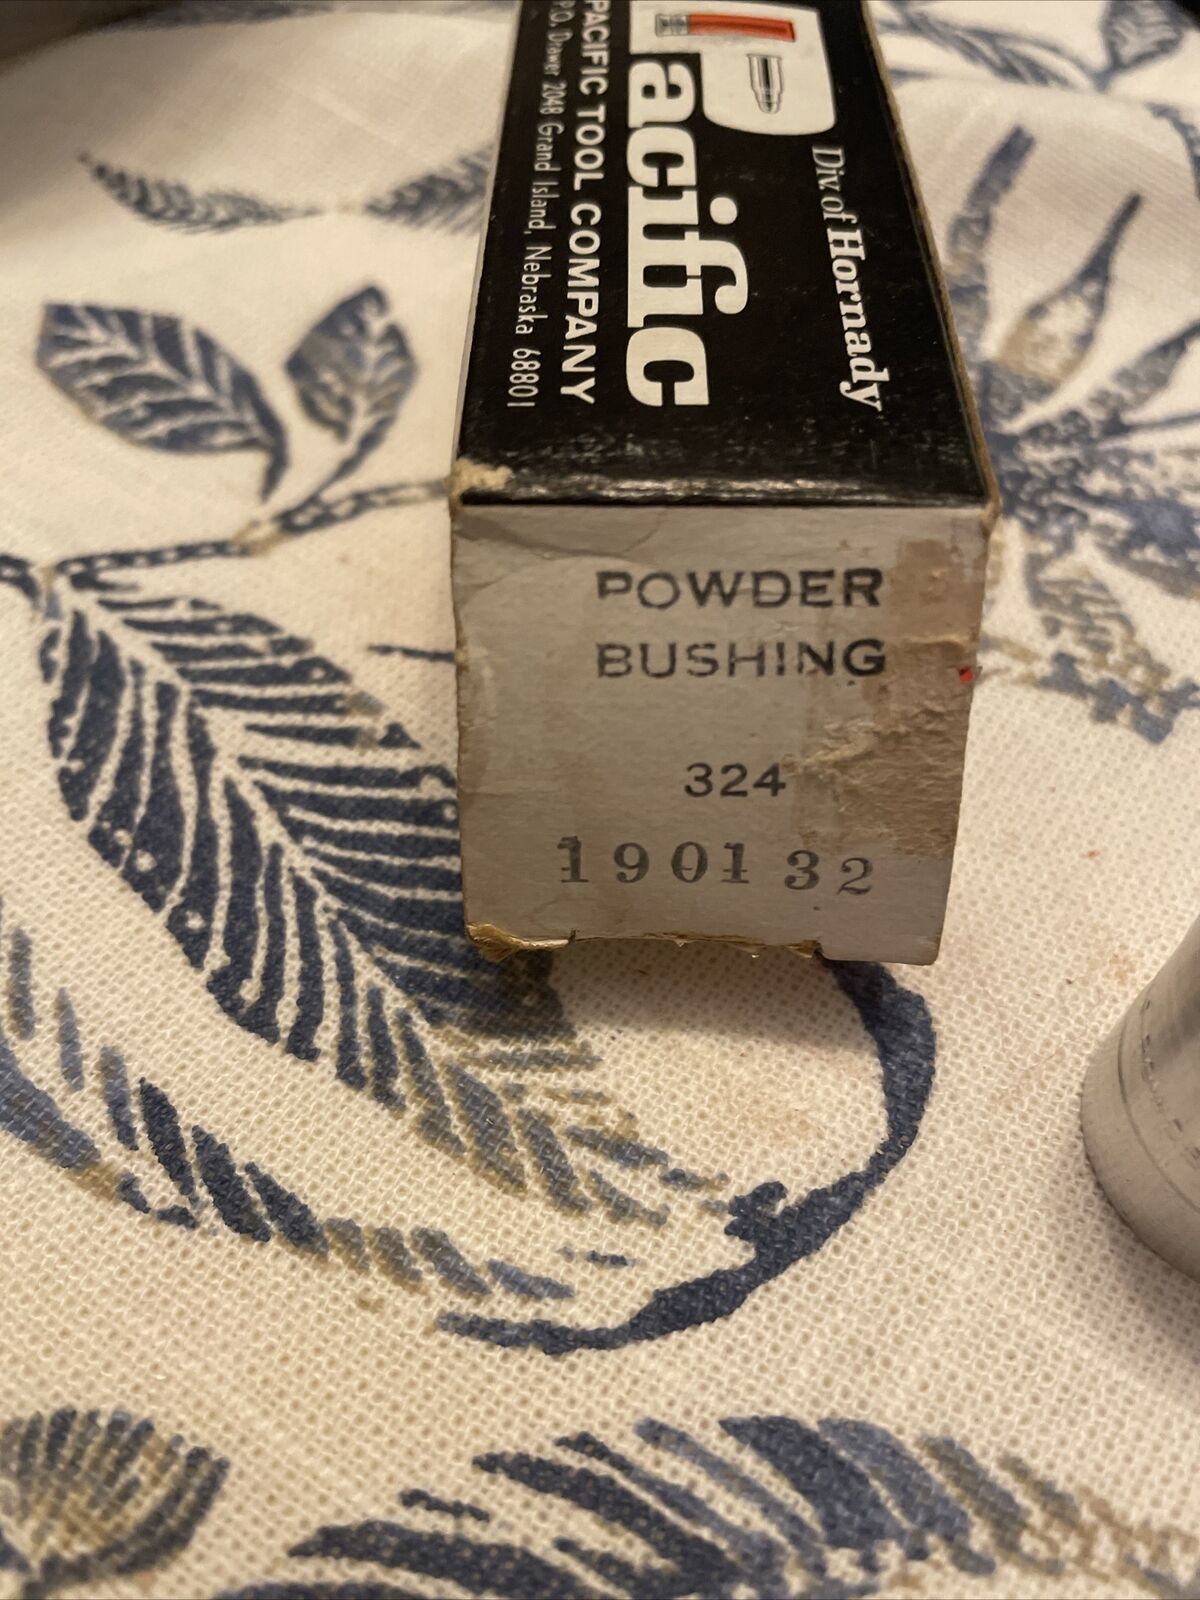 Div. of Hornady
Pacific
PACIFIC TOOL COMPANY
P.O. Drawer 2048 Grand Island, Nebraska 68801
POWDER
BUSHING
324
190132